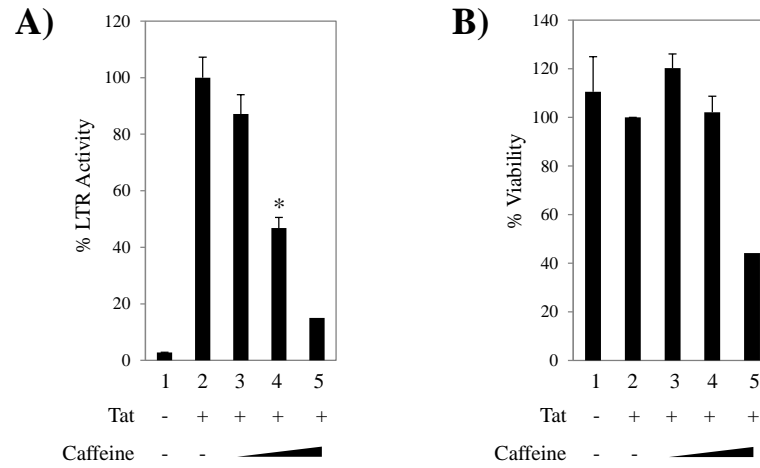 A)
120
100
80
60
40
20
0
% LTR Activity
*
1 2 3 4 5
Tat - + + + +
Caffeine - -
B)
140
120
100
80
60
40
20
0
% Viability
1 2 3 4 5
Tat - + + + +
Caffeine - -